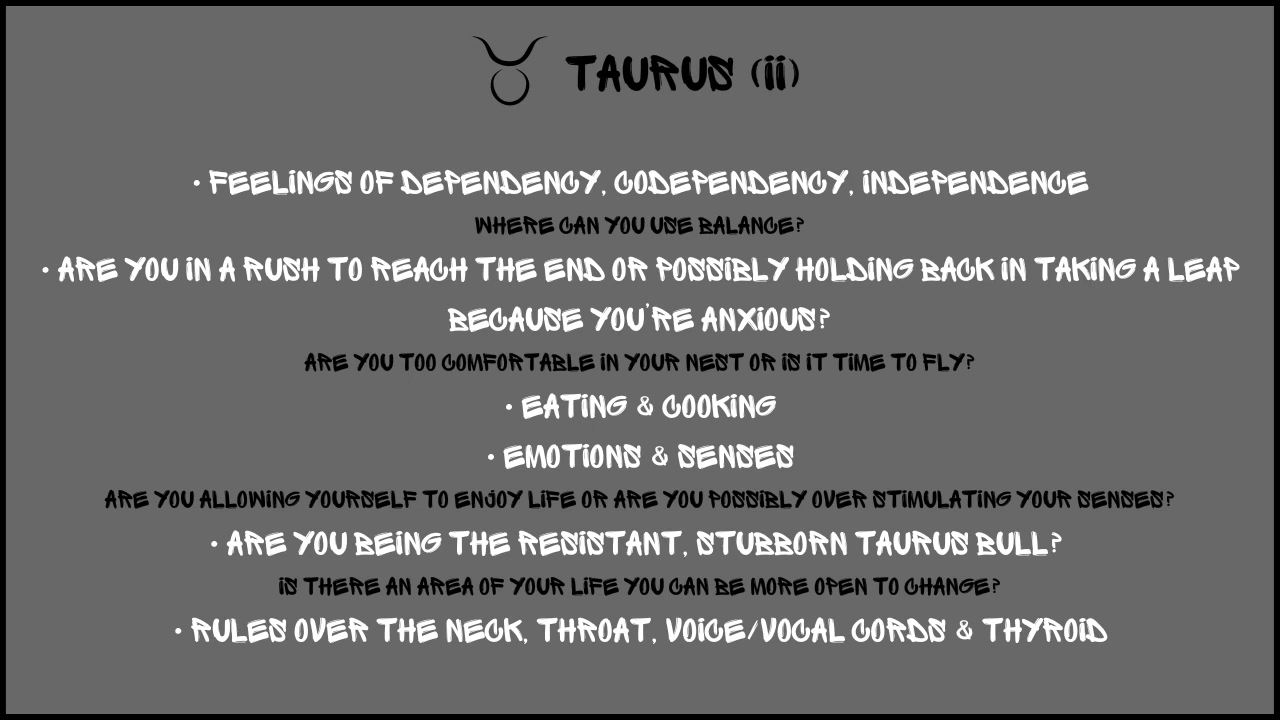 TAURUS (ii)
• FEELINGS OF DEPENDENCY, CODEPENDENCY, INDEPENDENCE
WHERE CAN YOU USE BALANCE?
• ARE YOU IN A RUSH TO REACH THE END OR POSSIBLY HOLDING BACK IN TAKING A LEAP
BECAUSE YOU'RE ANXIOUS?
ARE YOU TOO COMFORTABLE IN YOUR NEST OR IS IT TIME TO FLY?
• EATING & COOKING
• EMOTIONS & SENSES
ARE YOU ALLOWING YOURSELF TO ENJOY LIFE OR ARE YOU POSSIBLY OVER STIMULATING YOUR SENSES?
• ARE YOU BEING THE RESISTANT, STUBBORN TAURUS BULL?
IS THERE AN AREA OF YOUR LIFE YOU CAN BE MORE OPEN TO CHANGE?
• RULES OVER THE NECK, THROAT, VOICE/VOCAL CORDS & THYROID